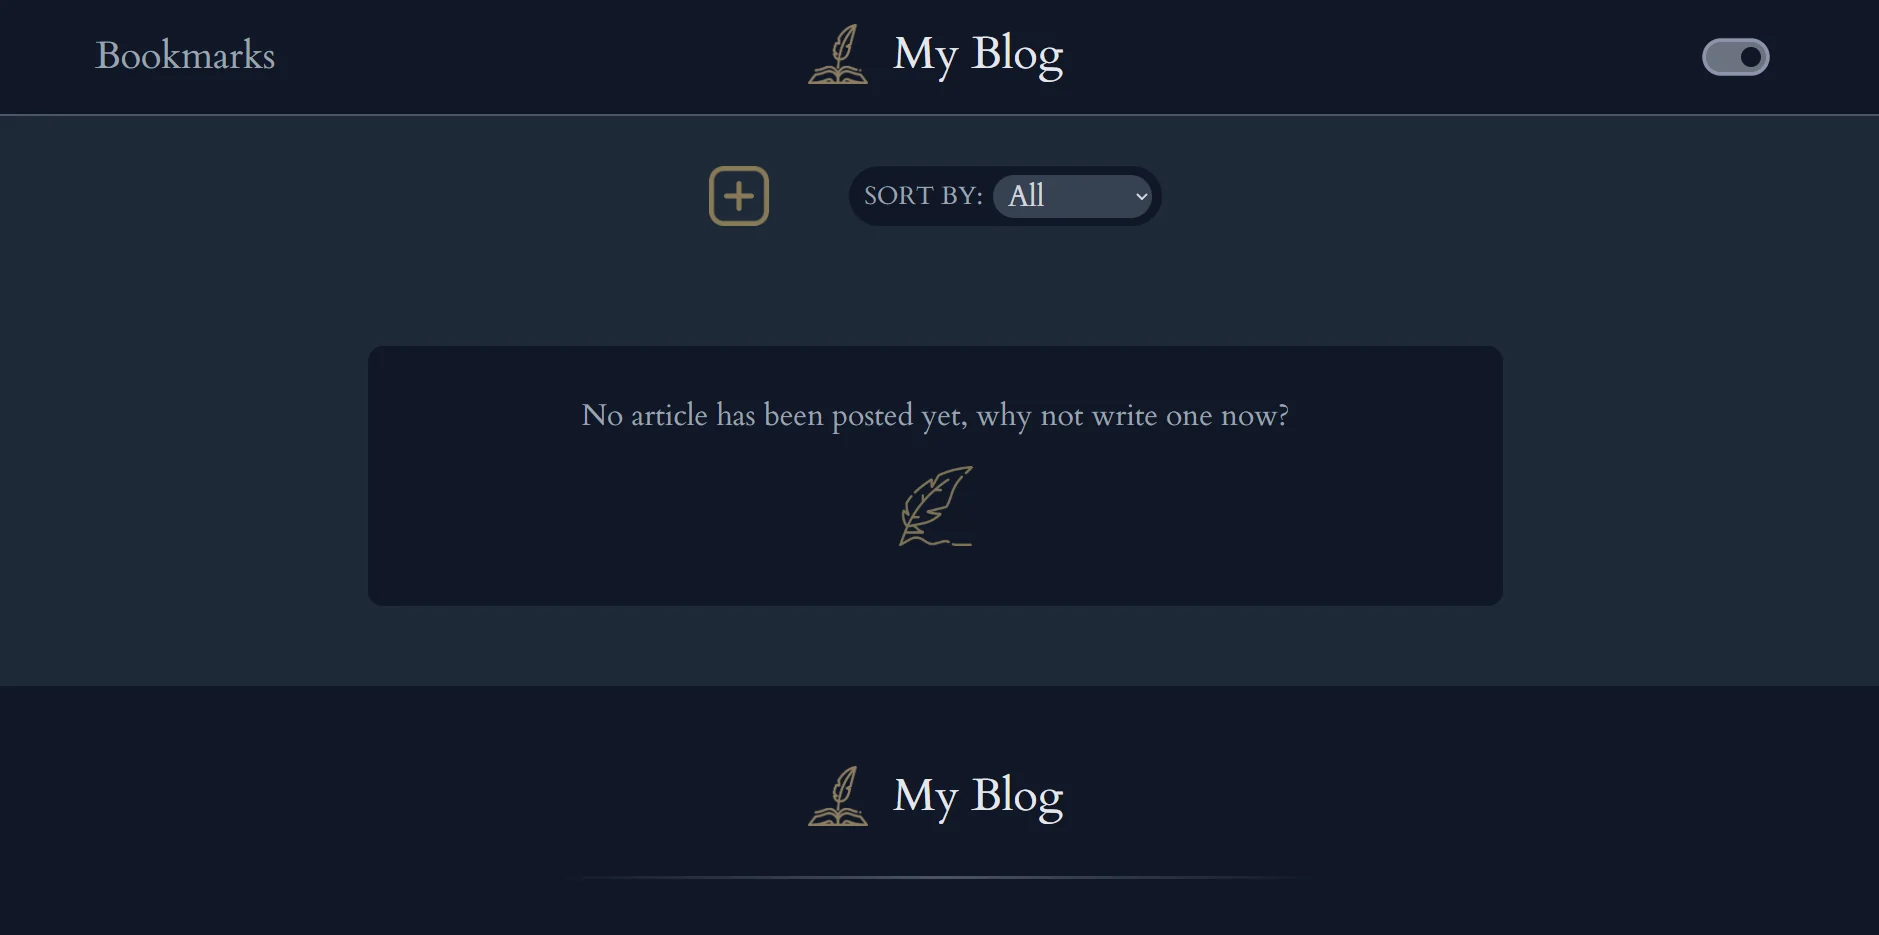 Bookmarks
My Blog
SORT BY: All
No article has been posted yet, why not write one now?
My Blog